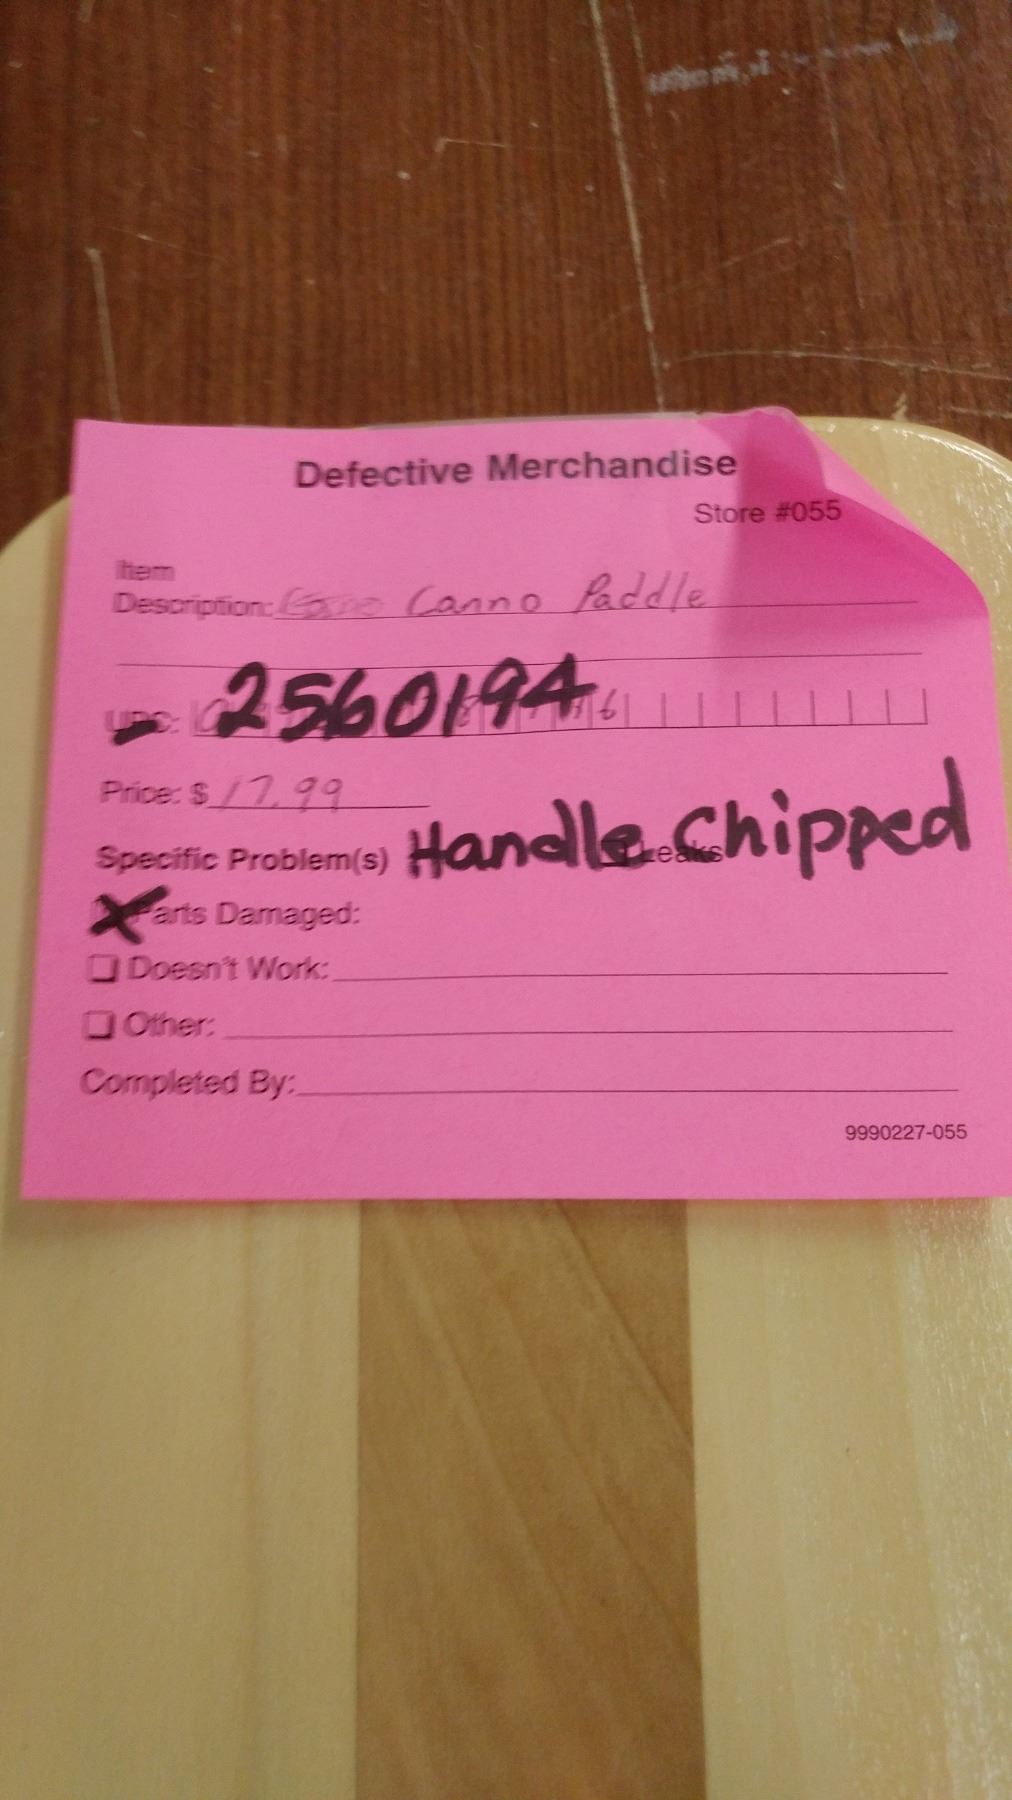 Defective Merchandise
Store #055
Item
Description: Canno Paddle
UPC: 2560194
Price: $ 17.99
Specific Problem(s) Handle Chipped
Leaks
Parts Damaged:
Doesn't Work:
Other:
Completed By:
9990227-055